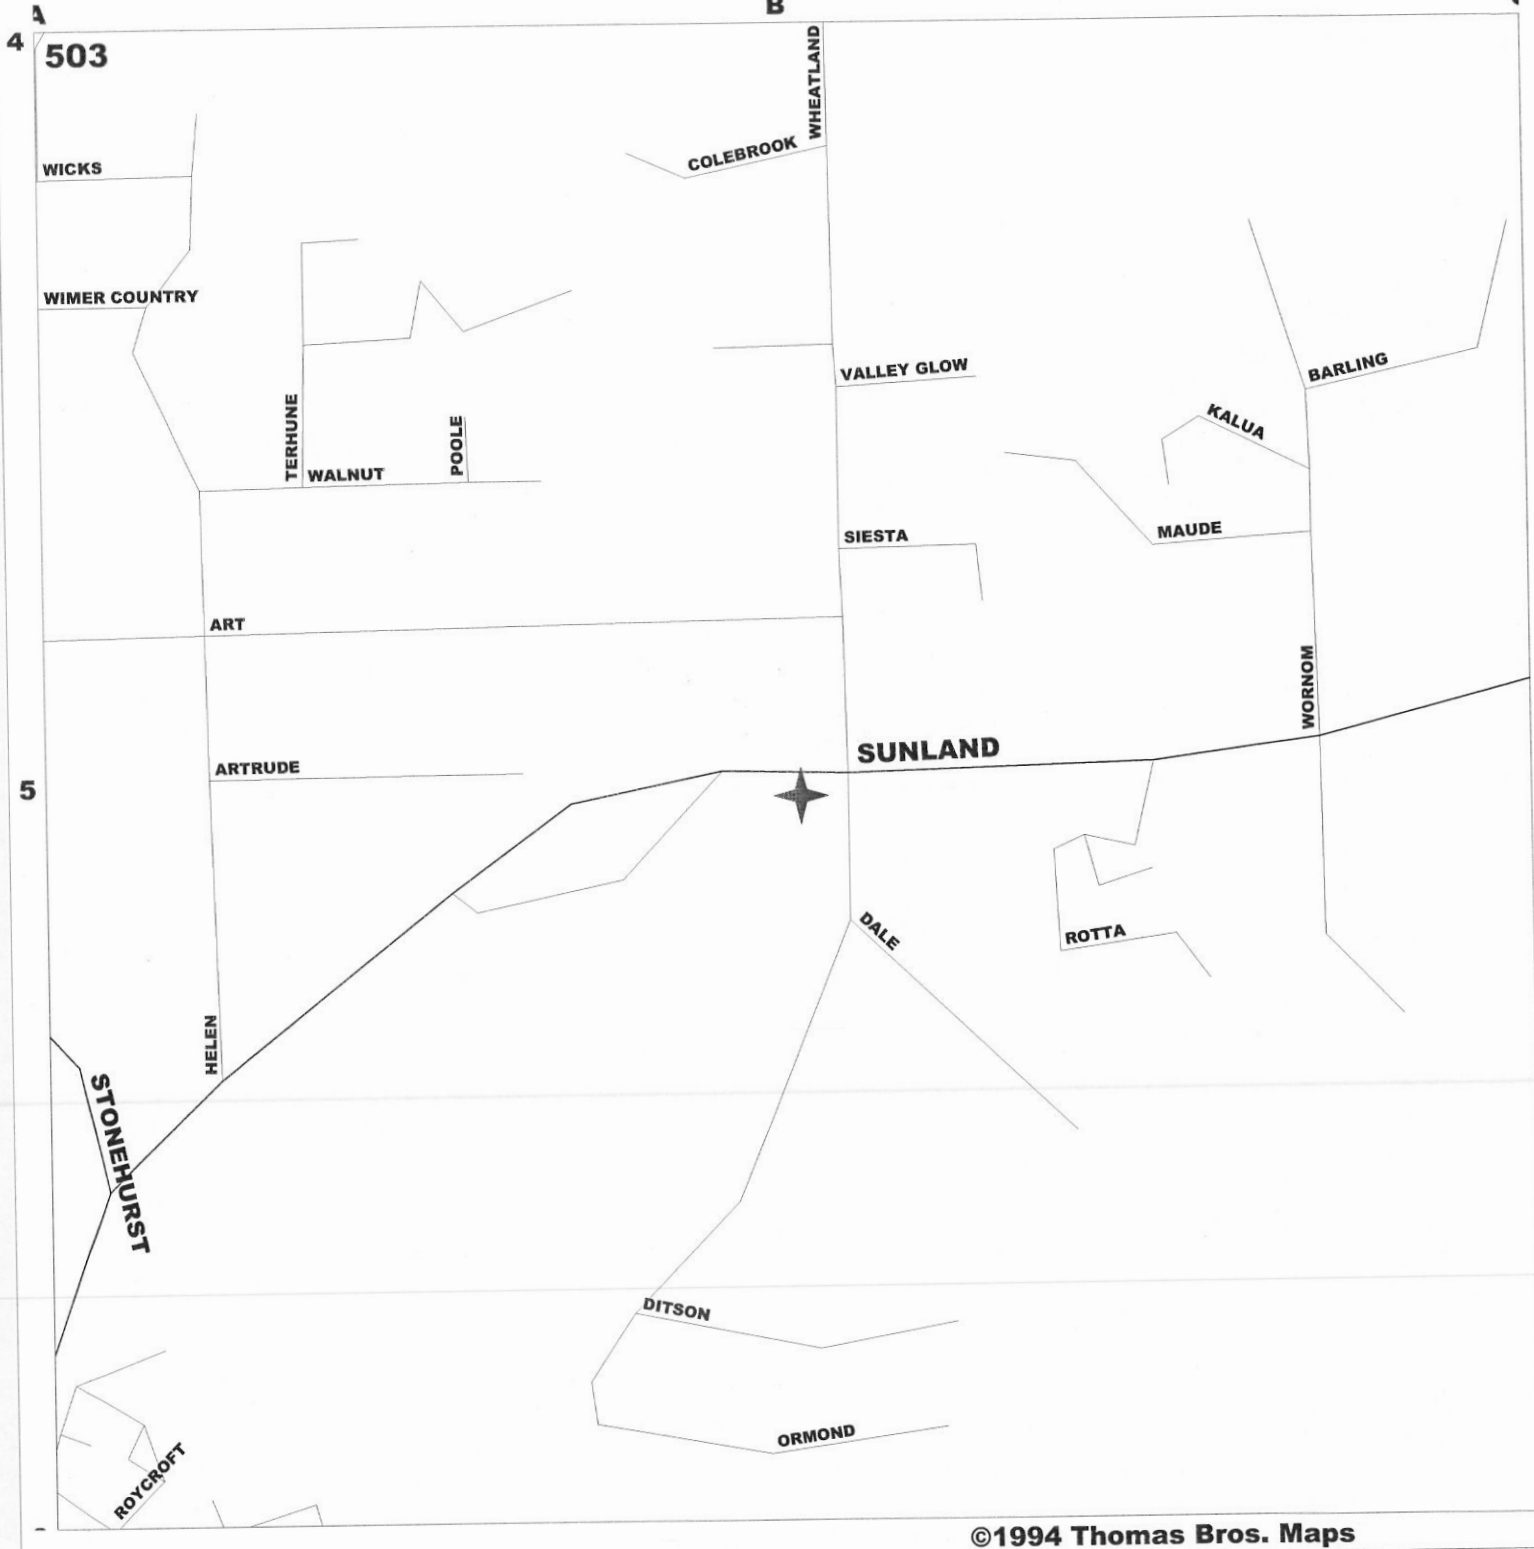 A
B
4
503
WHEATLAND
COLEBROOK
WICKS
WIMER COUNTRY
VALLEY GLOW
BARLING
TERHUNE
POOLE
KALUA
WALNUT
SIESTA
MAUDE
ART
WORNOM
SUNLAND
ARTRUDE
5
DALE
ROTTA
HELEN
STONEHURST
DITSON
ORMOND
ROYCROFT
©1994 Thomas Bros. Maps